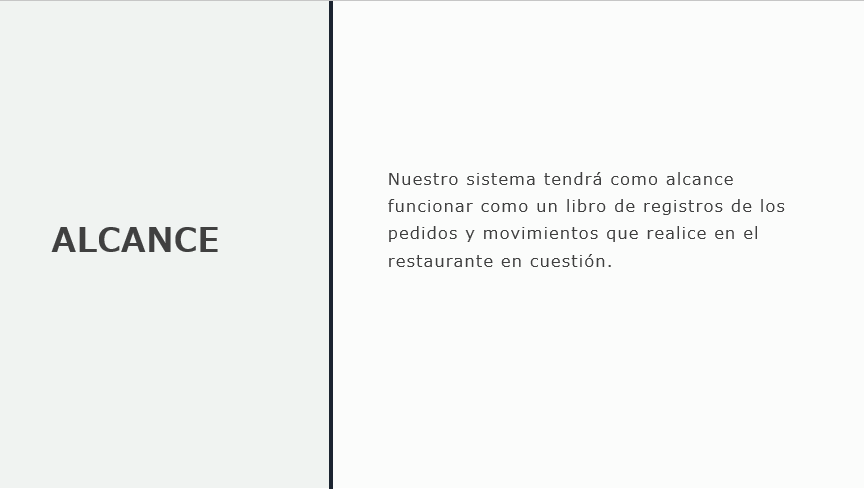 ALCANCE
Nuestro sistema tendrá como alcance
funcionar como un libro de registros de los
pedidos y movimientos que realice en el
restaurante en cuestión.